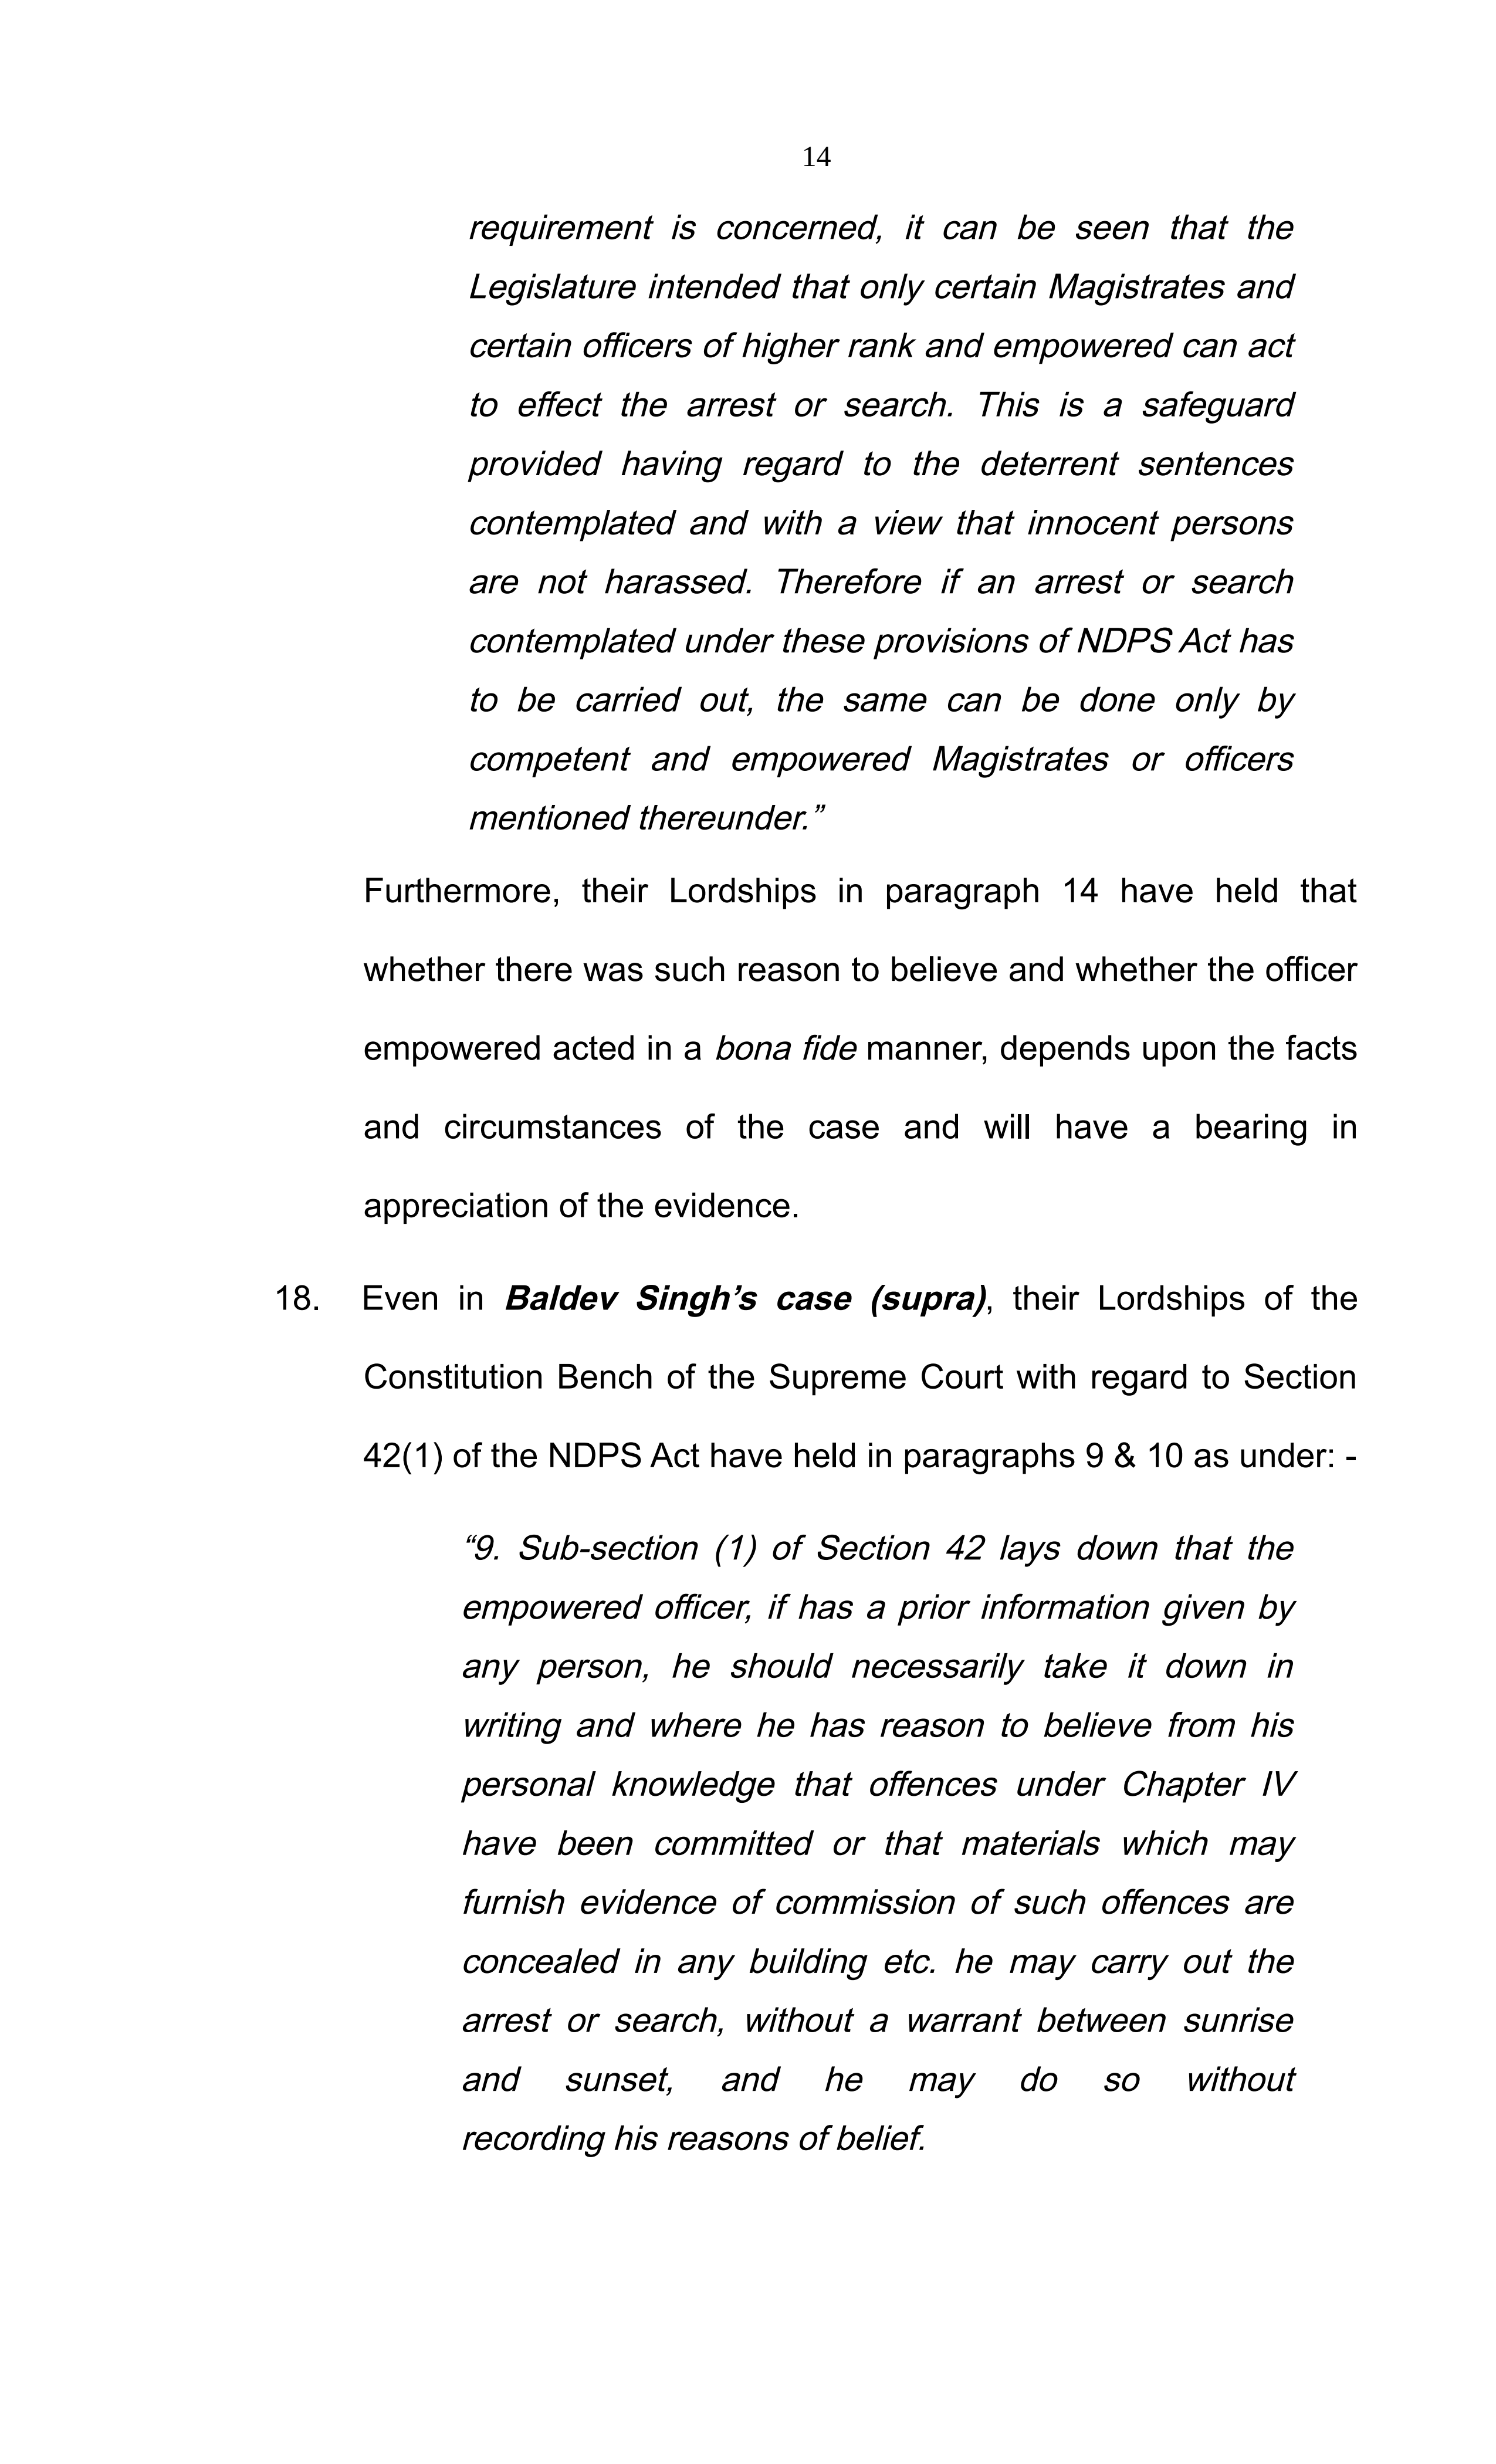 14
requirement is concerned, it can be seen that the
Legislature intended that only certain Magistrates and
certain officers of higher rank and empowered can act
to effect the arrest or search. This is a safeguard
provided having regard to the deterrent sentences
contemplated and with a view that innocent persons
are not harassed. Therefore if an arrest or search
contemplated under these provisions of NDPS Act has
to be carried out, the same can be done only by
competent and empowered Magistrates or officers
mentioned thereunder.”
Furthermore, their Lordships in paragraph 14 have held that
whether there was such reason to believe and whether the officer
empowered acted in a bona fide manner, depends upon the facts
and circumstances of the case and will have a bearing in
appreciation of the evidence.
18. Even in Baldev Singh’s case (supra), their Lordships of the
Constitution Bench of the Supreme Court with regard to Section
42(1) of the NDPS Act have held in paragraphs 9 & 10 as under: -
“9. Sub-section (1) of Section 42 lays down that the
empowered officer, if has a prior information given by
any person, he should necessarily take it down in
writing and where he has reason to believe from his
personal knowledge that offences under Chapter IV
have been committed or that materials which may
furnish evidence of commission of such offences are
concealed in any building etc. he may carry out the
arrest or search, without a warrant between sunrise
and sunset, and he may do so without
recording his reasons of belief.